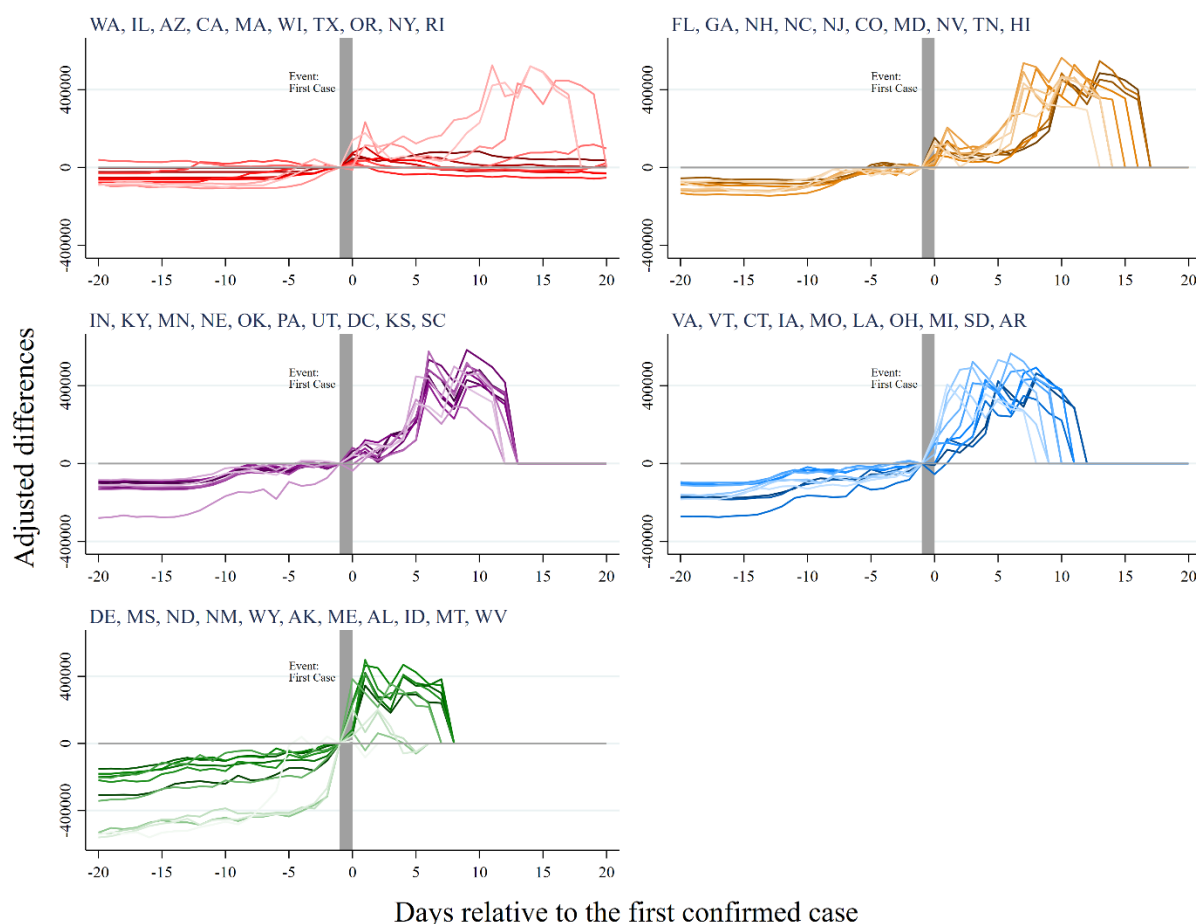 WA, IL, AZ, CA, MA, WI, TX, OR, NY, RI
400000
0
-400000
Event:
First Case
-20 -15 -10 -5 0 5 10 15 20
FL, GA, NH, NC, NJ, CO, MD, NV, TN, HI
400000
0
-400000
Event:
First Case
-20 -15 -10 -5 0 5 10 15 20
IN, KY, MN, NE, OK, PA, UT, DC, KS, SC
400000
0
-400000
Event:
First Case
-20 -15 -10 -5 0 5 10 15 20
VA, VT, CT, IA, MO, LA, OH, MI, SD, AR
400000
0
-400000
Event:
First Case
-20 -15 -10 -5 0 5 10 15 20
DE, MS, ND, NM, WY, AK, ME, AL, ID, MT, WV
400000
0
-400000
Event:
First Case
-20 -15 -10 -5 0 5 10 15 20
Adjusted differences
Days relative to the first confirmed case